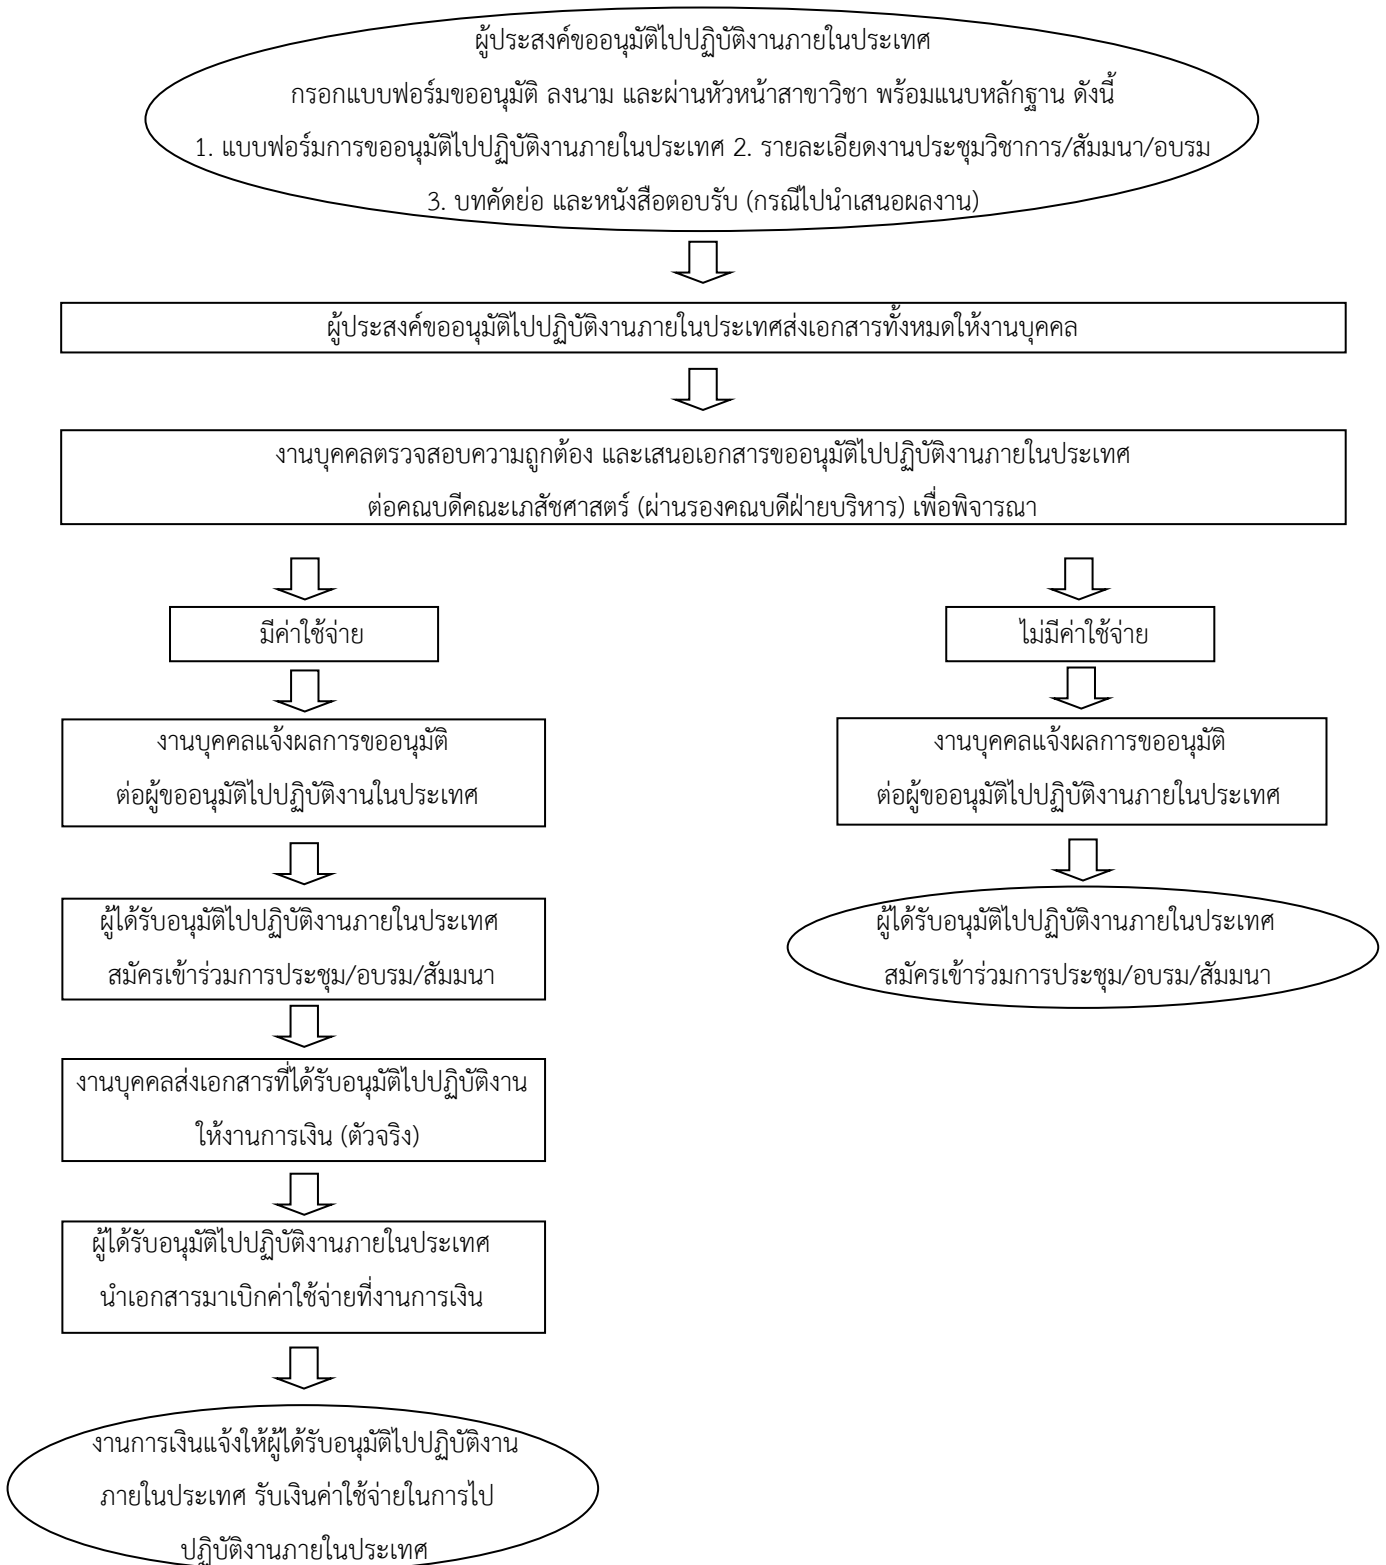 ผู้ประสงค์ขออนุมัติไปปฏิบัติงานภายในประเทศ
กรอกแบบฟอร์มขออนุมัติ ลงนาม และผ่านหัวหน้าสาขาวิชา พร้อมแนบหลักฐาน ดังนี้
1. แบบฟอร์มการขออนุมัติไปปฏิบัติงานภายในประเทศ 2. รายละเอียดงานประชุมวิชาการ/สัมมนา/อบรม
3. บทคัดย่อ และหนังสือตอบรับ (กรณีไปนำเสนอผลงาน)
ผู้ประสงค์ขออนุมัติไปปฏิบัติงานภายในประเทศส่งเอกสารทั้งหมดให้งานบุคคล
งานบุคคลตรวจสอบความถูกต้อง และเสนอเอกสารขออนุมัติไปปฏิบัติงานภายในประเทศ
ต่อคณบดีคณะเภสัชศาสตร์ (ผ่านรองคณบดีฝ่ายบริหาร) เพื่อพิจารณา
มีค่าใช้จ่าย
งานบุคคลแจ้งผลการขออนุมัติ
ต่อผู้ขออนุมัติไปปฏิบัติงานในประเทศ
ผู้ได้รับอนุมัติไปปฏิบัติงานภายในประเทศ
สมัครเข้าร่วมการประชุม/อบรม/สัมมนา
งานบุคคลส่งเอกสารที่ได้รับอนุมัติไปปฏิบัติงาน
ให้งานการเงิน (ตัวจริง)
ผู้ได้รับอนุมัติไปปฏิบัติงานภายในประเทศ
นำเอกสารมาเบิกค่าใช้จ่ายที่งานการเงิน
งานการเงินแจ้งให้ผู้ได้รับอนุมัติไปปฏิบัติงาน
ภายในประเทศ รับเงินค่าใช้จ่ายในการไป
ปฏิบัติงานภายในประเทศ
ไม่มีค่าใช้จ่าย
งานบุคคลแจ้งผลการขออนุมัติ
ต่อผู้ขออนุมัติไปปฏิบัติงานภายในประเทศ
ผู้ได้รับอนุมัติไปปฏิบัติงานภายในประเทศ
สมัครเข้าร่วมการประชุม/อบรม/สัมมนา